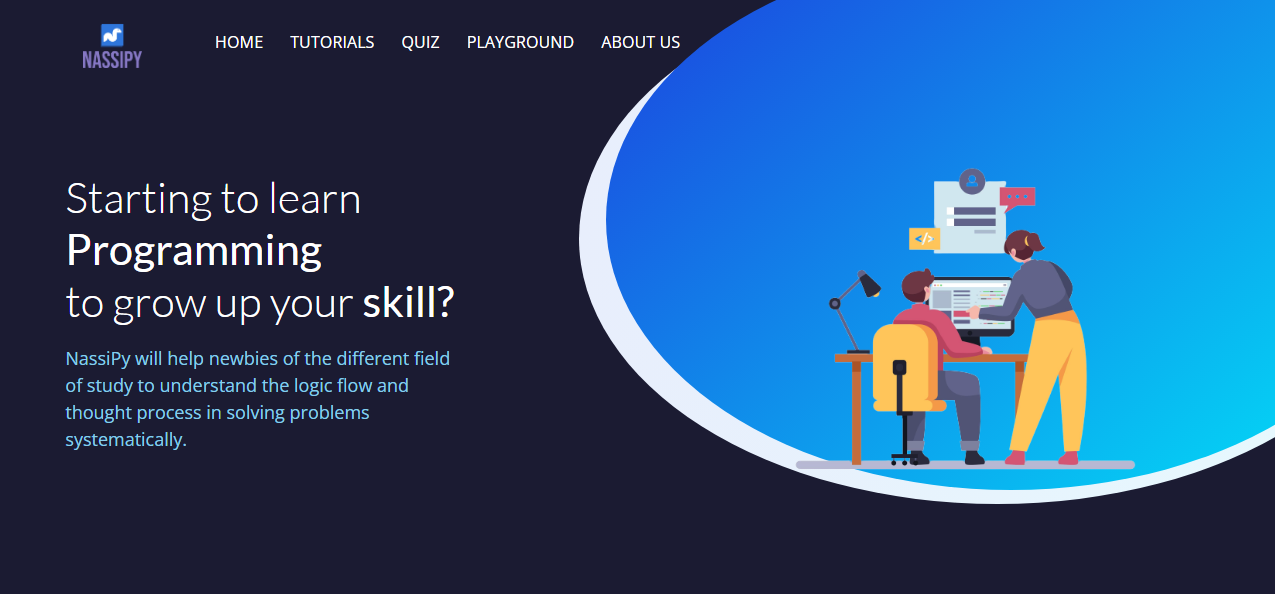 NASSIPY
HOME TUTORIALS QUIZ PLAYGROUND ABOUT US
Starting to learn
Programming
to grow up your skill?
NassiPy will help newbies of the different field
of study to understand the logic flow and
thought process in solving problems
systematically.
</>